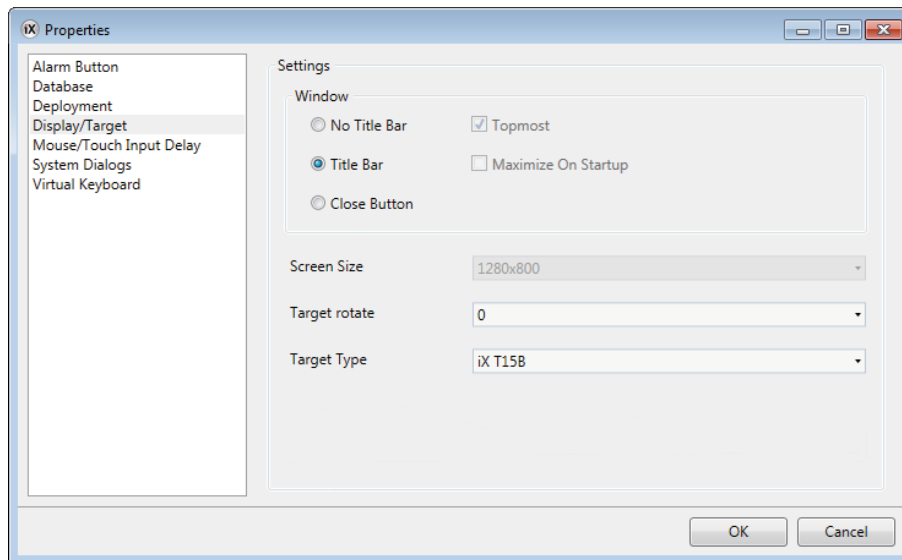 iX Properties
Alarm Button
Database
Deployment
Display/Target
Mouse/Touch Input Delay
System Dialogs
Virtual Keyboard
Settings
Window
No Title Bar Topmost
Title Bar Maximize On Startup
Close Button
Screen Size 1280x800
Target rotate 0
Target Type iX T15B
OK Cancel